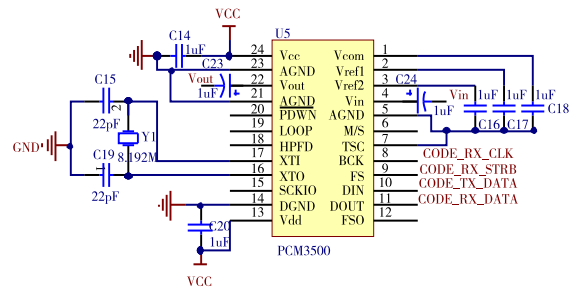 VCC
U5
C14
1uF
C23
Vout
1uF
24
23
22
21
20
19
18
17
16
15
14
13
Vcc
AGND
Vout
AGND
PDWN
LOOP
HPFD
XTI
XTO
SCKIO
DGND
Vdd
Vcom
Vref1
Vref2
Vin
AGND
M/S
TSC
BCK
FS
DIN
DOUT
FSO
1
2
3
4
5
6
7
8
9
10
11
12
C24
1uF
Vin
1uF
1uF
1uF
C16
C17
C18
CODE_RX_CLK
CODE_RX_STRB
CODE_TX_DATA
CODE_RX_DATA
C15
22pF
2
Y1
8.192M
GND
C19
1
22pF
C20
1uF
VCC
PCM3500